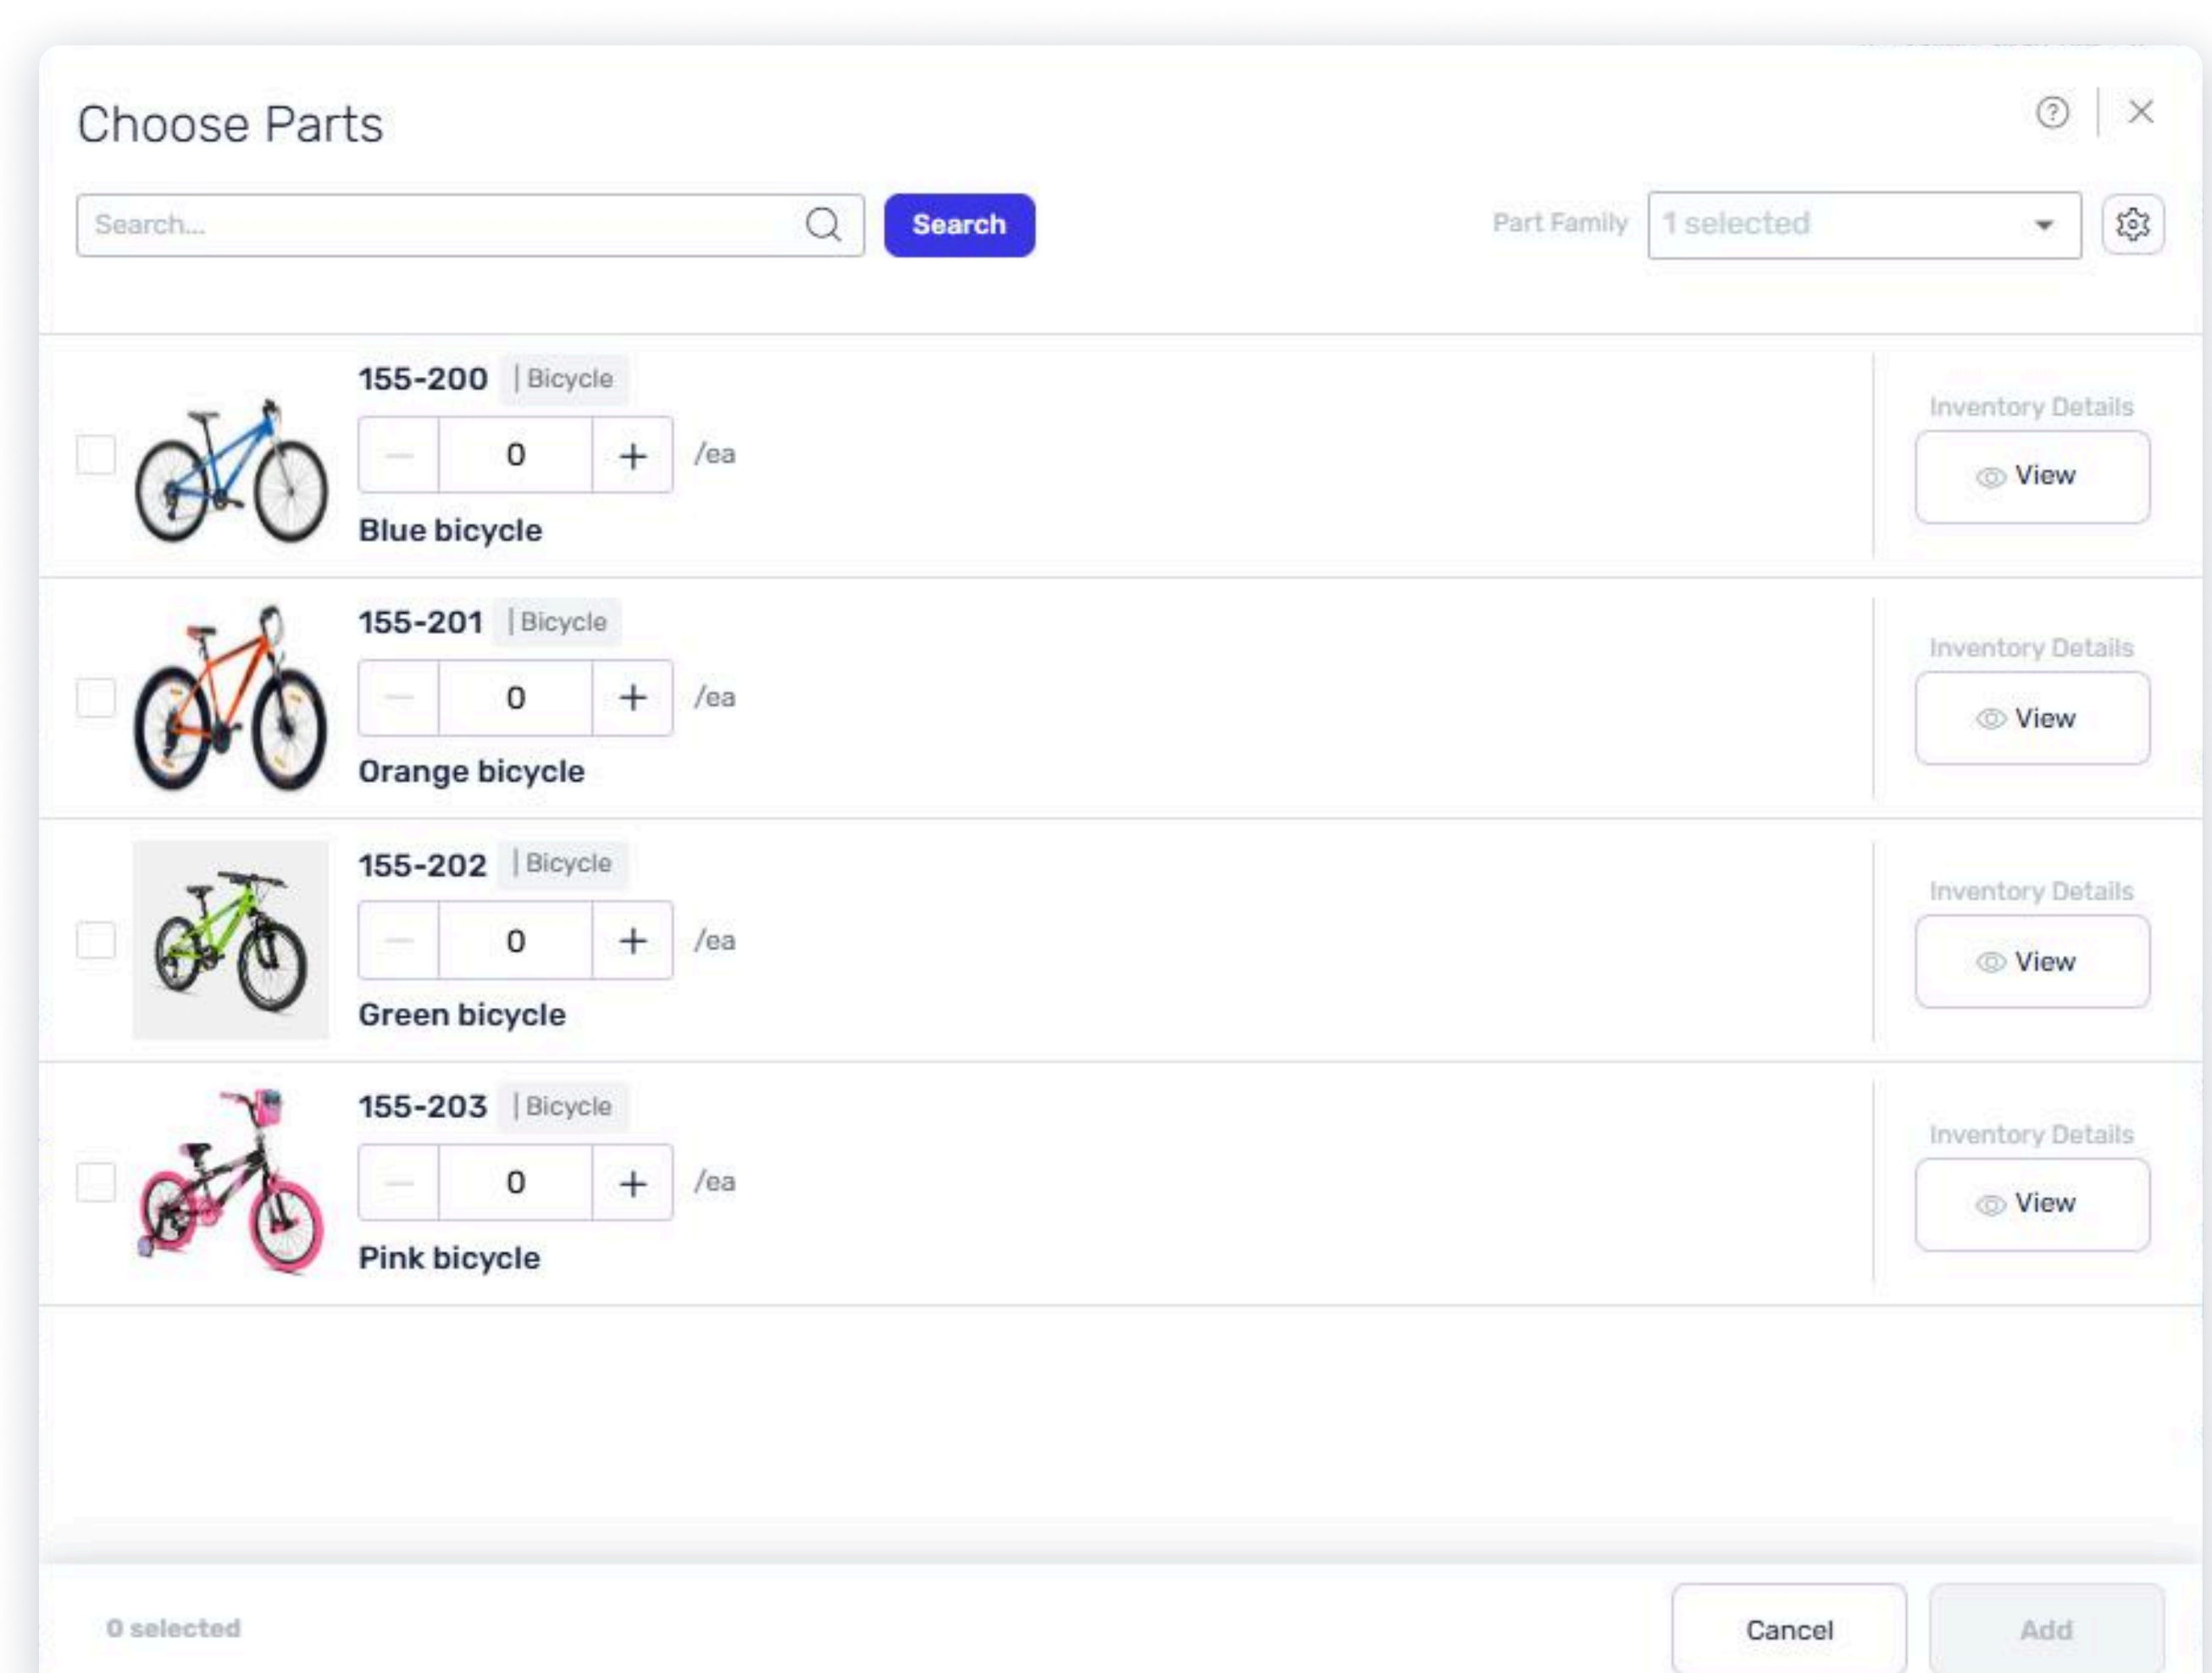 Choose Parts
Search...
Search
Part Family
1 selected
155-200 | Bicycle
0
/ea
Blue bicycle
Inventory Details
View
155-201 | Bicycle
0
/ea
Orange bicycle
Inventory Details
View
155-202 | Bicycle
0
/ea
Green bicycle
Inventory Details
View
155-203 | Bicycle
0
/ea
Pink bicycle
Inventory Details
View
0 selected
Cancel
Add